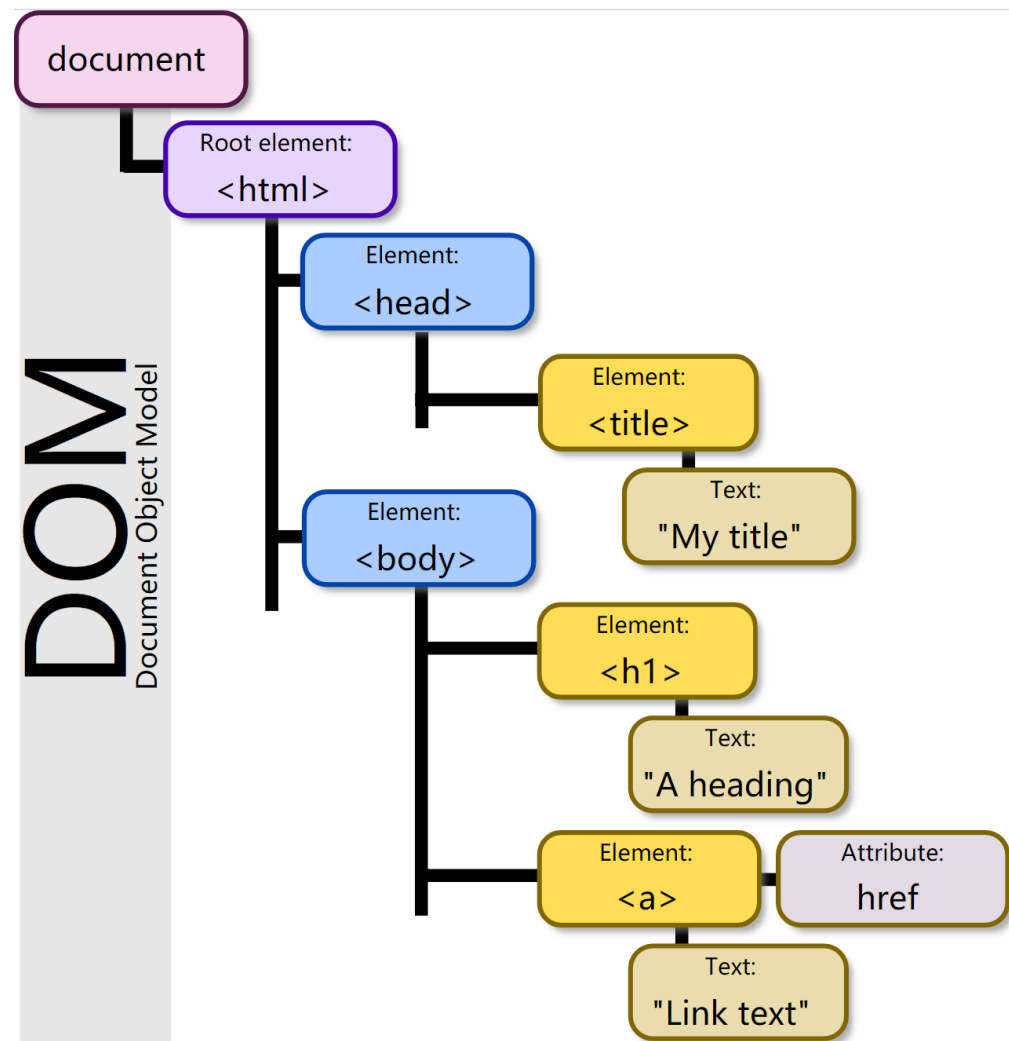 document
Root element:
<html>
Element:
<head>
Element:
<title>
Text:
"My title"
Element:
<body>
Element:
<h1>
Text:
"A heading"
Element:
<a>
Attribute:
href
Text:
"Link text"
DOM
Document Object Model